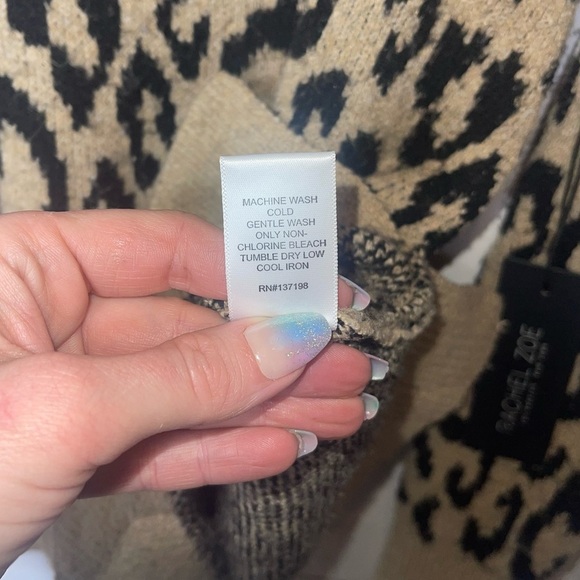 MACHINE WASH
COLD
GENTLE WASH
ONLY NON-
CHLORINE BLEACH
TUMBLE DRY LOW
COOL IRON
RN#137198
RACHEL ZOE